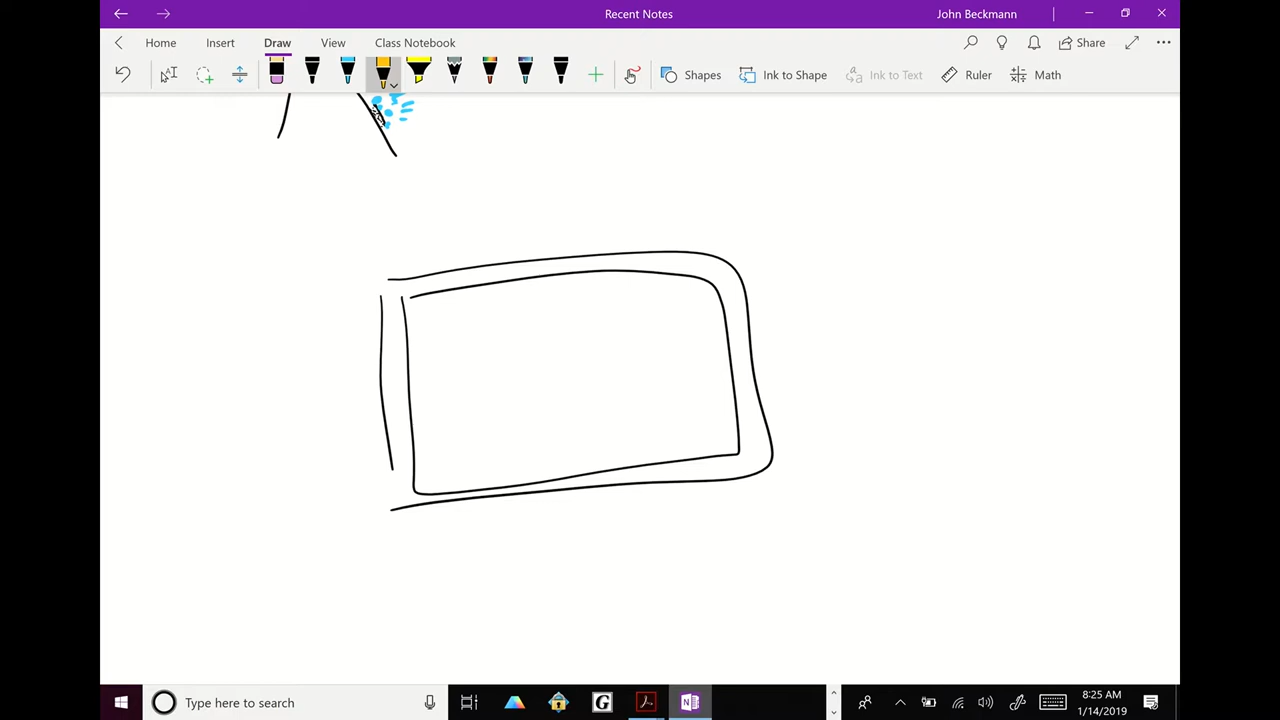 Recent Notes
John Beckmann
Home Insert Draw View Class Notebook
Share
Shapes Ink to Shape Ink to Text Ruler Math
Type here to search
G
N
8:25 AM
1/14/2019